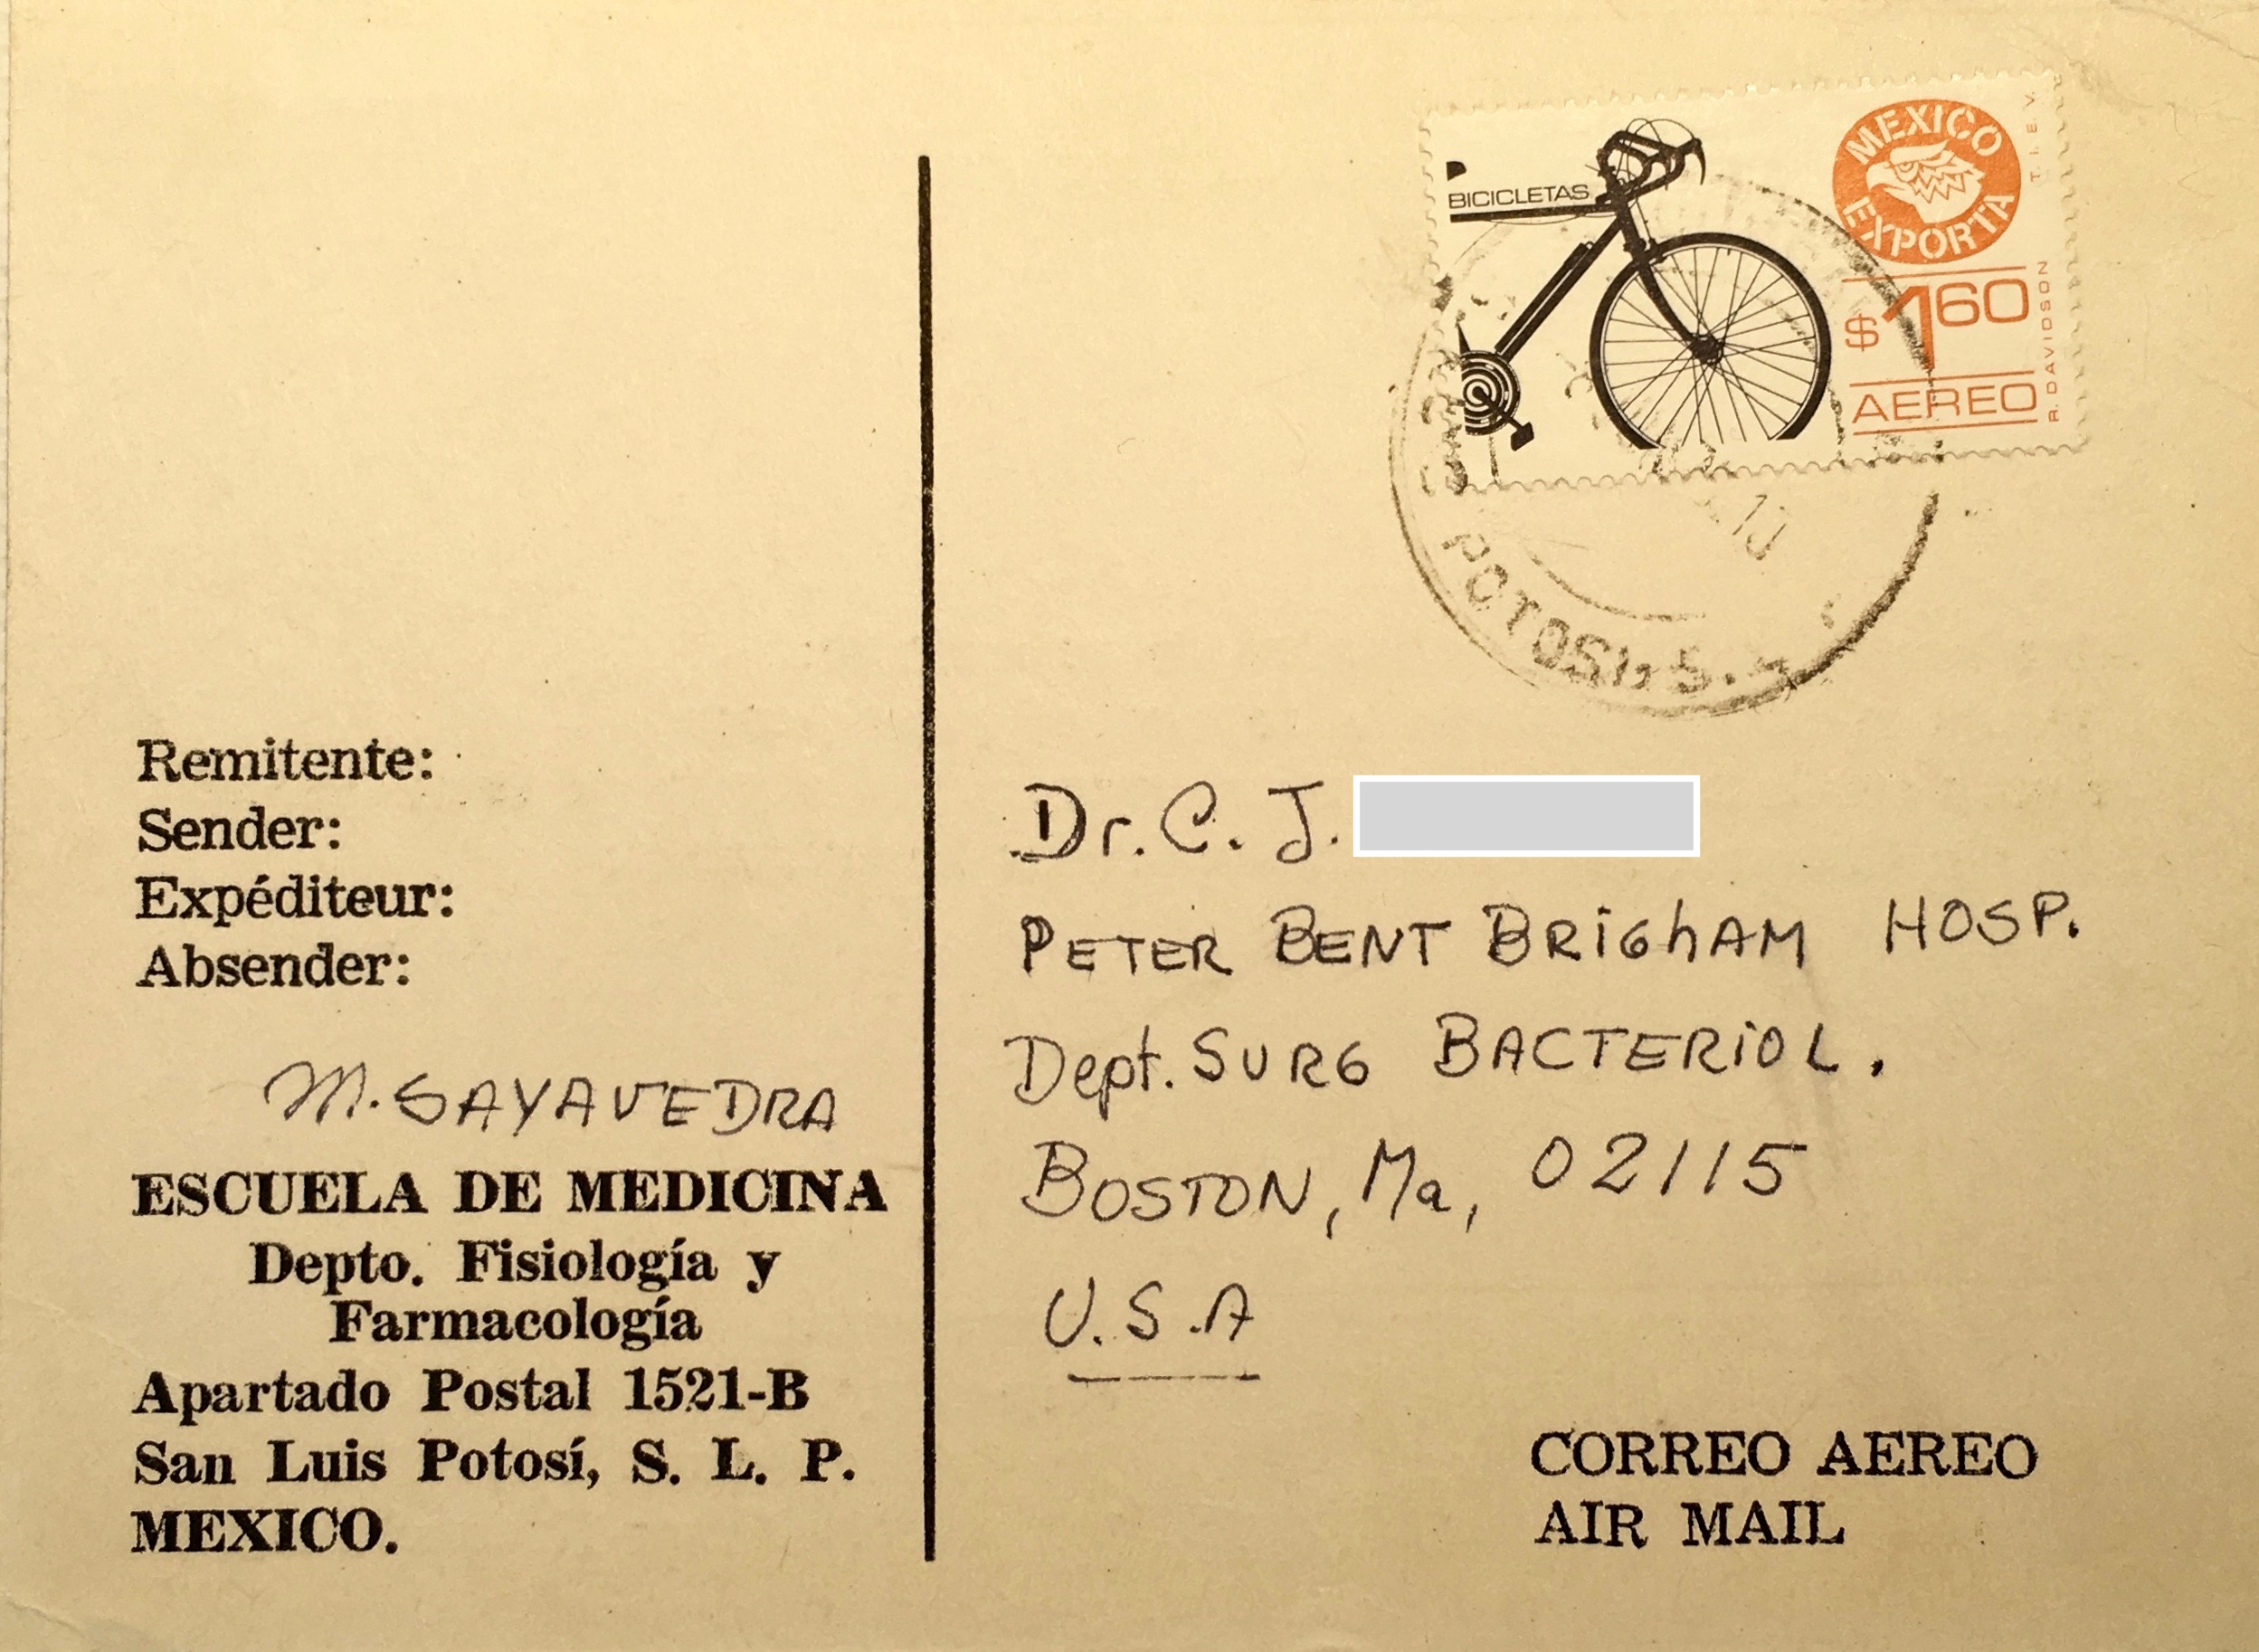 BICICLETAS
MEXICO
EXPORTA
T. I. E. V.
$1.60
AEREO
R. DAVIDSON
POTOSI, S.
10
Remitente:
Sender:
Expéditeur:
Absender:
M. SAYAVEDRA
ESCUELA DE MEDICINA
Depto. Fisiología y
Farmacología
Apartado Postal 1521-B
San Luis Potosí, S. L. P.
MEXICO.
Dr. C. J.
PETER BENT BRIGhAM HOSP.
Dept. SURG BACTERiOL.
BOSTON, Ma, 02115
U.S.A
CORREO AEREO
AIR MAIL